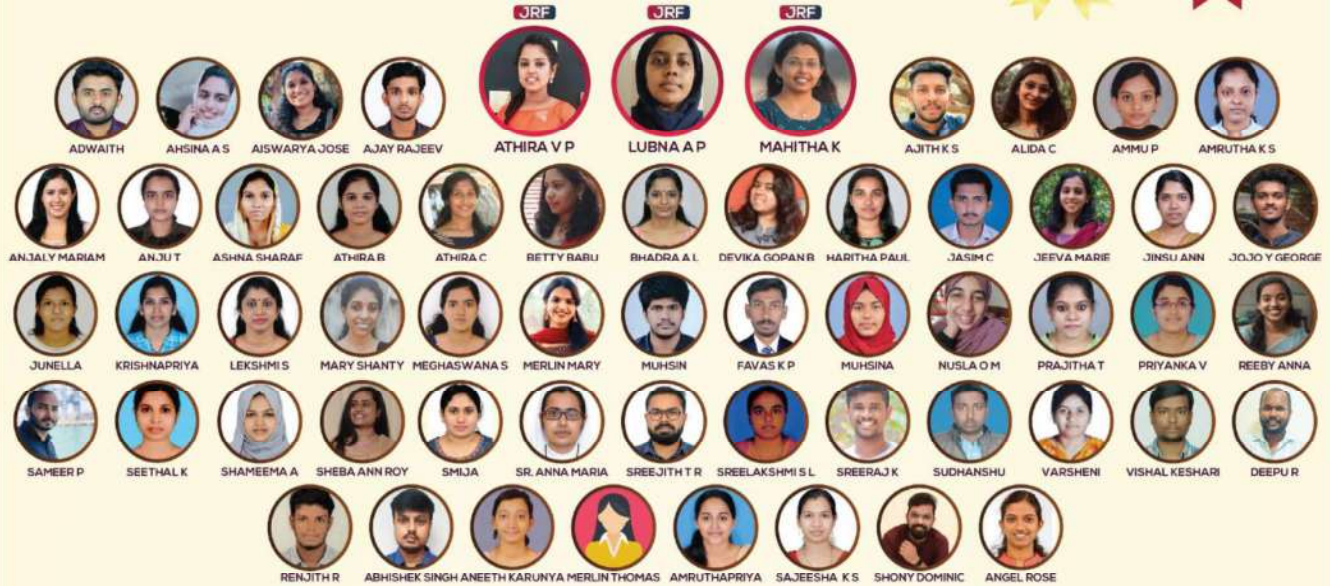 JRF JRF JRF
ADWAITH AHSINA A S AISWARYA JOSE AJAY RAJEEV ATHIRA V P LUBNA A P MAHITHA K AJITH K S ALIDA C AMMU P AMRUTHA K S
ANJALY MARIAM ANJU T ASHNA SHARAF ATHIRA B ATHIRA C BETTY BABU BHADRA A L DEVIKA GOPAN B HARITHA PAUL JASIM C JEEVA MARIE JINSU ANN JOJO Y GEORGE
JUNELLA KRISHNAPRIYA LEKSHMI S MARY SHANTY MEGHASWANA S MERLIN MARY MUHSIN FAVAS K P MUHSINA NUSLA O M PRAJITHA T PRIYANKA V REEBY ANNA
SAMEER P SEETHAL K SHAMEEMA A SHEBA ANN ROY SMIJA SR. ANNA MARIA SREEJITH T R SREELAKSHMI S L SREERAJ K SUDHANSHU VARSHENI VISHAL KESHARI DEEPU R
RENJITH R ABHISHEK SINGH ANEETH KARUNYA MERLIN THOMAS AMRUTHAPRIYA SAJEESHA K S SHONY DOMINIC ANGEL ROSE